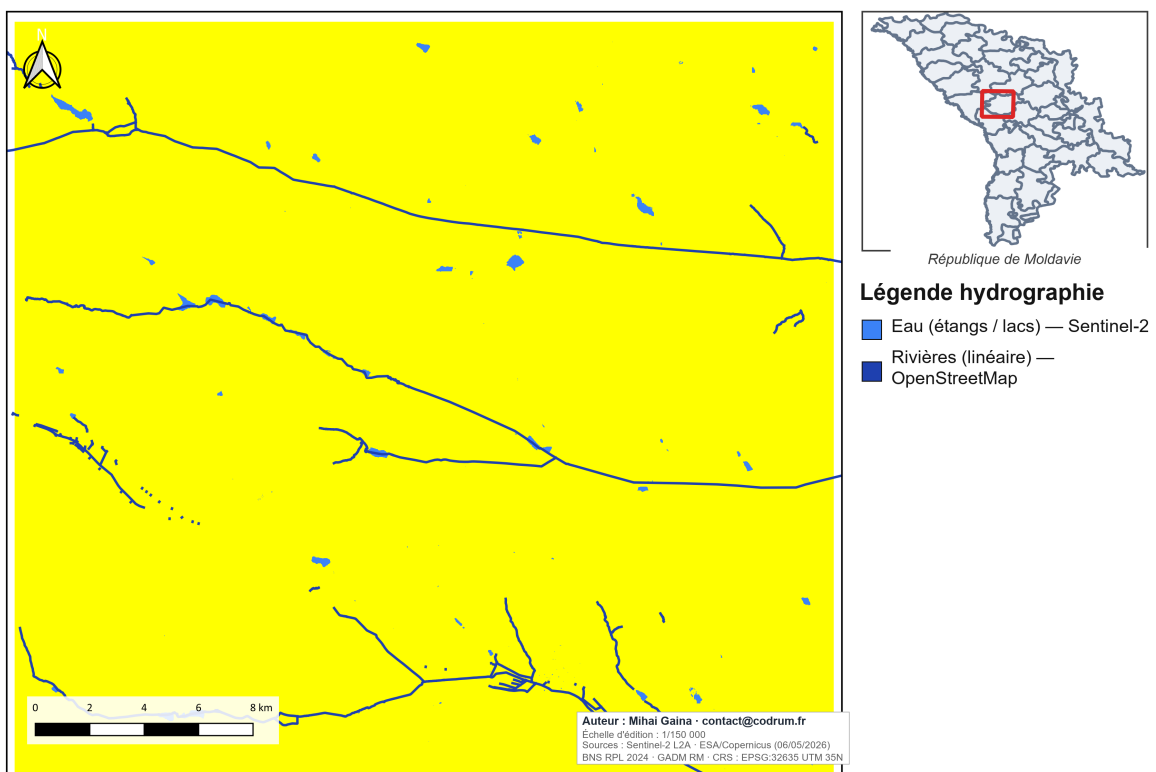 N
République de Moldavie
Légende hydrographie
Eau (étangs / lacs) — Sentinel-2
Rivières (linéaire) —
OpenStreetMap
0 2 4 6 8 km
Auteur : Mihai Gaina · contact@codrum.fr
Échelle d'édition : 1/150 000
Sources : Sentinel-2 L2A · ESA/Copernicus (06/05/2026)
BNS RPL 2024 · GADM RM · CRS : EPSG:32635 UTM 35N